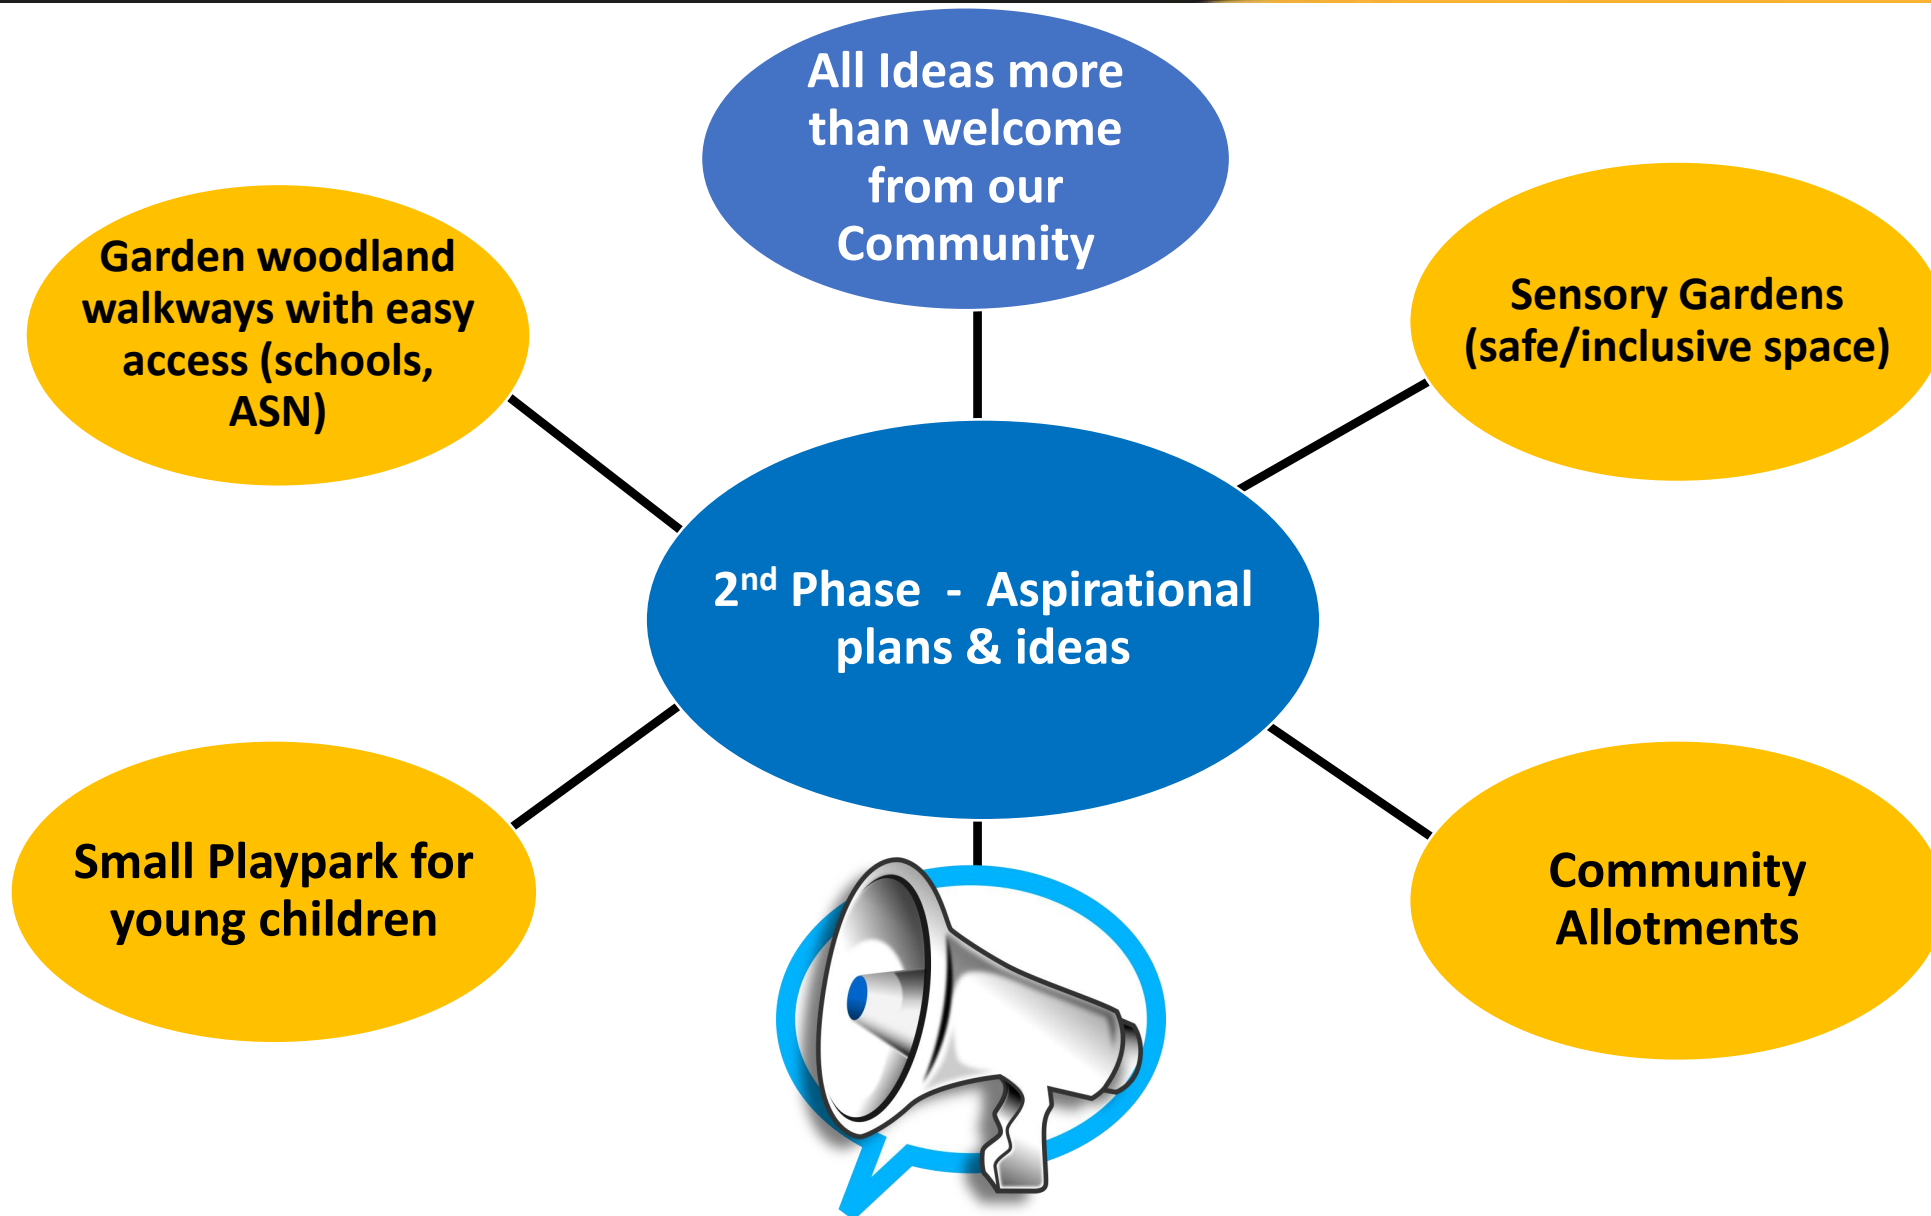 All Ideas more
than welcome
from our
Community
Garden woodland
walkways with easy
access (schools,
ASN)
Sensory Gardens
(safe/inclusive space)
2nd Phase - Aspirational
plans & ideas
Small Playpark for
young children
Community
Allotments